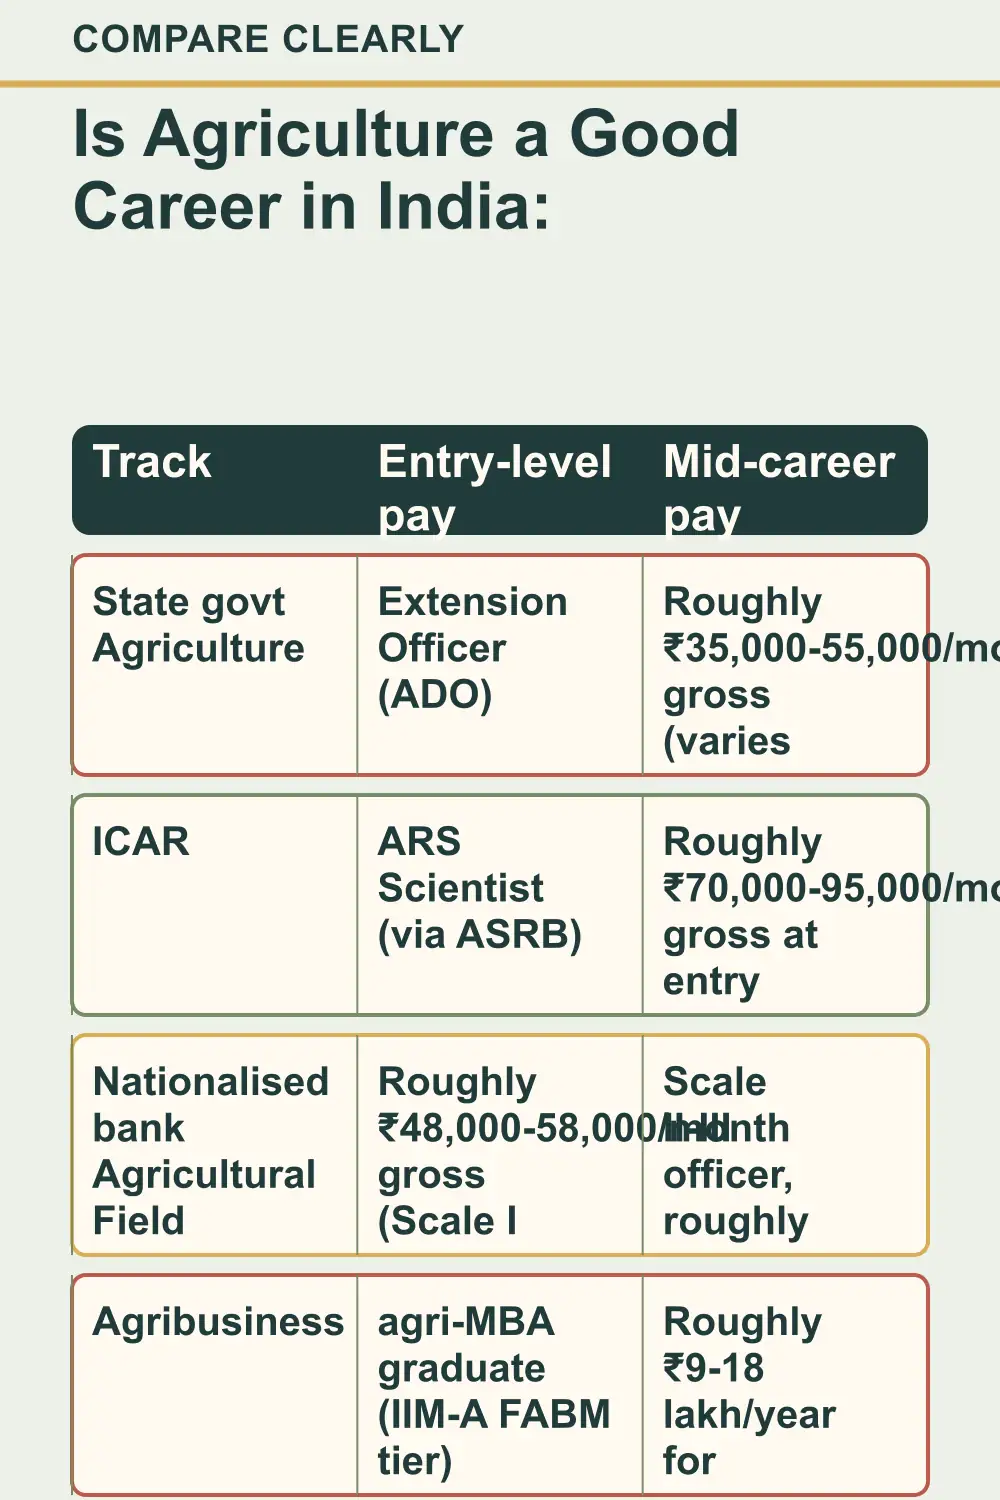 COMPARE CLEARLY
Is Agriculture a Good
Career in India:
Track
Entry-level
pay
Mid-career
pay
State govt
Agriculture
Extension
Officer
(ADO)
Roughly
₹35,000-55,000/mo
gross
(varies
ICAR
ARS
Scientist
(via ASRB)
Roughly
₹70,000-95,000/mo
gross at
entry
Nationalised
bank
Agricultural
Field
Roughly
₹48,000-58,000/month
gross
(Scale I
Scale
officer,
roughly
Agribusiness
agri-MBA
graduate
(IIM-A FABM
tier)
Roughly
₹9-18
lakh/year
for